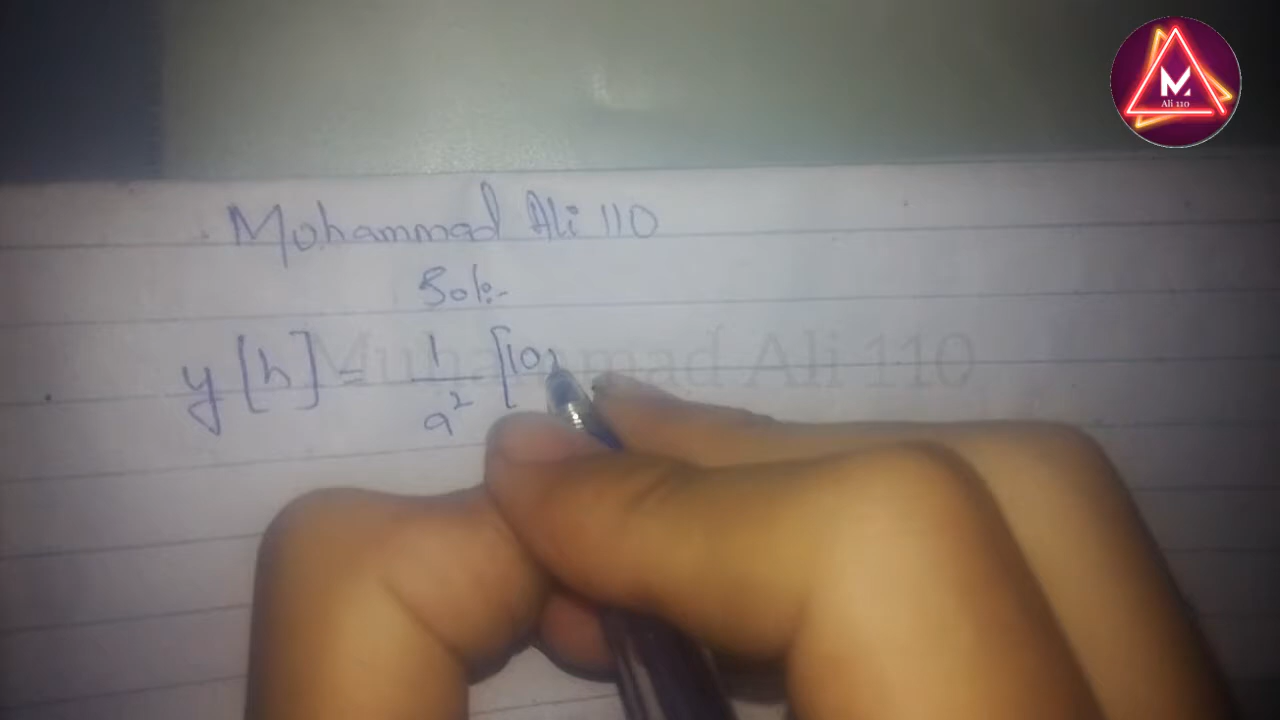 M.
Ali 110
Muhammad Ali 110
Sol:-
y[h] = 1/a² [10
Muhammad Ali 110